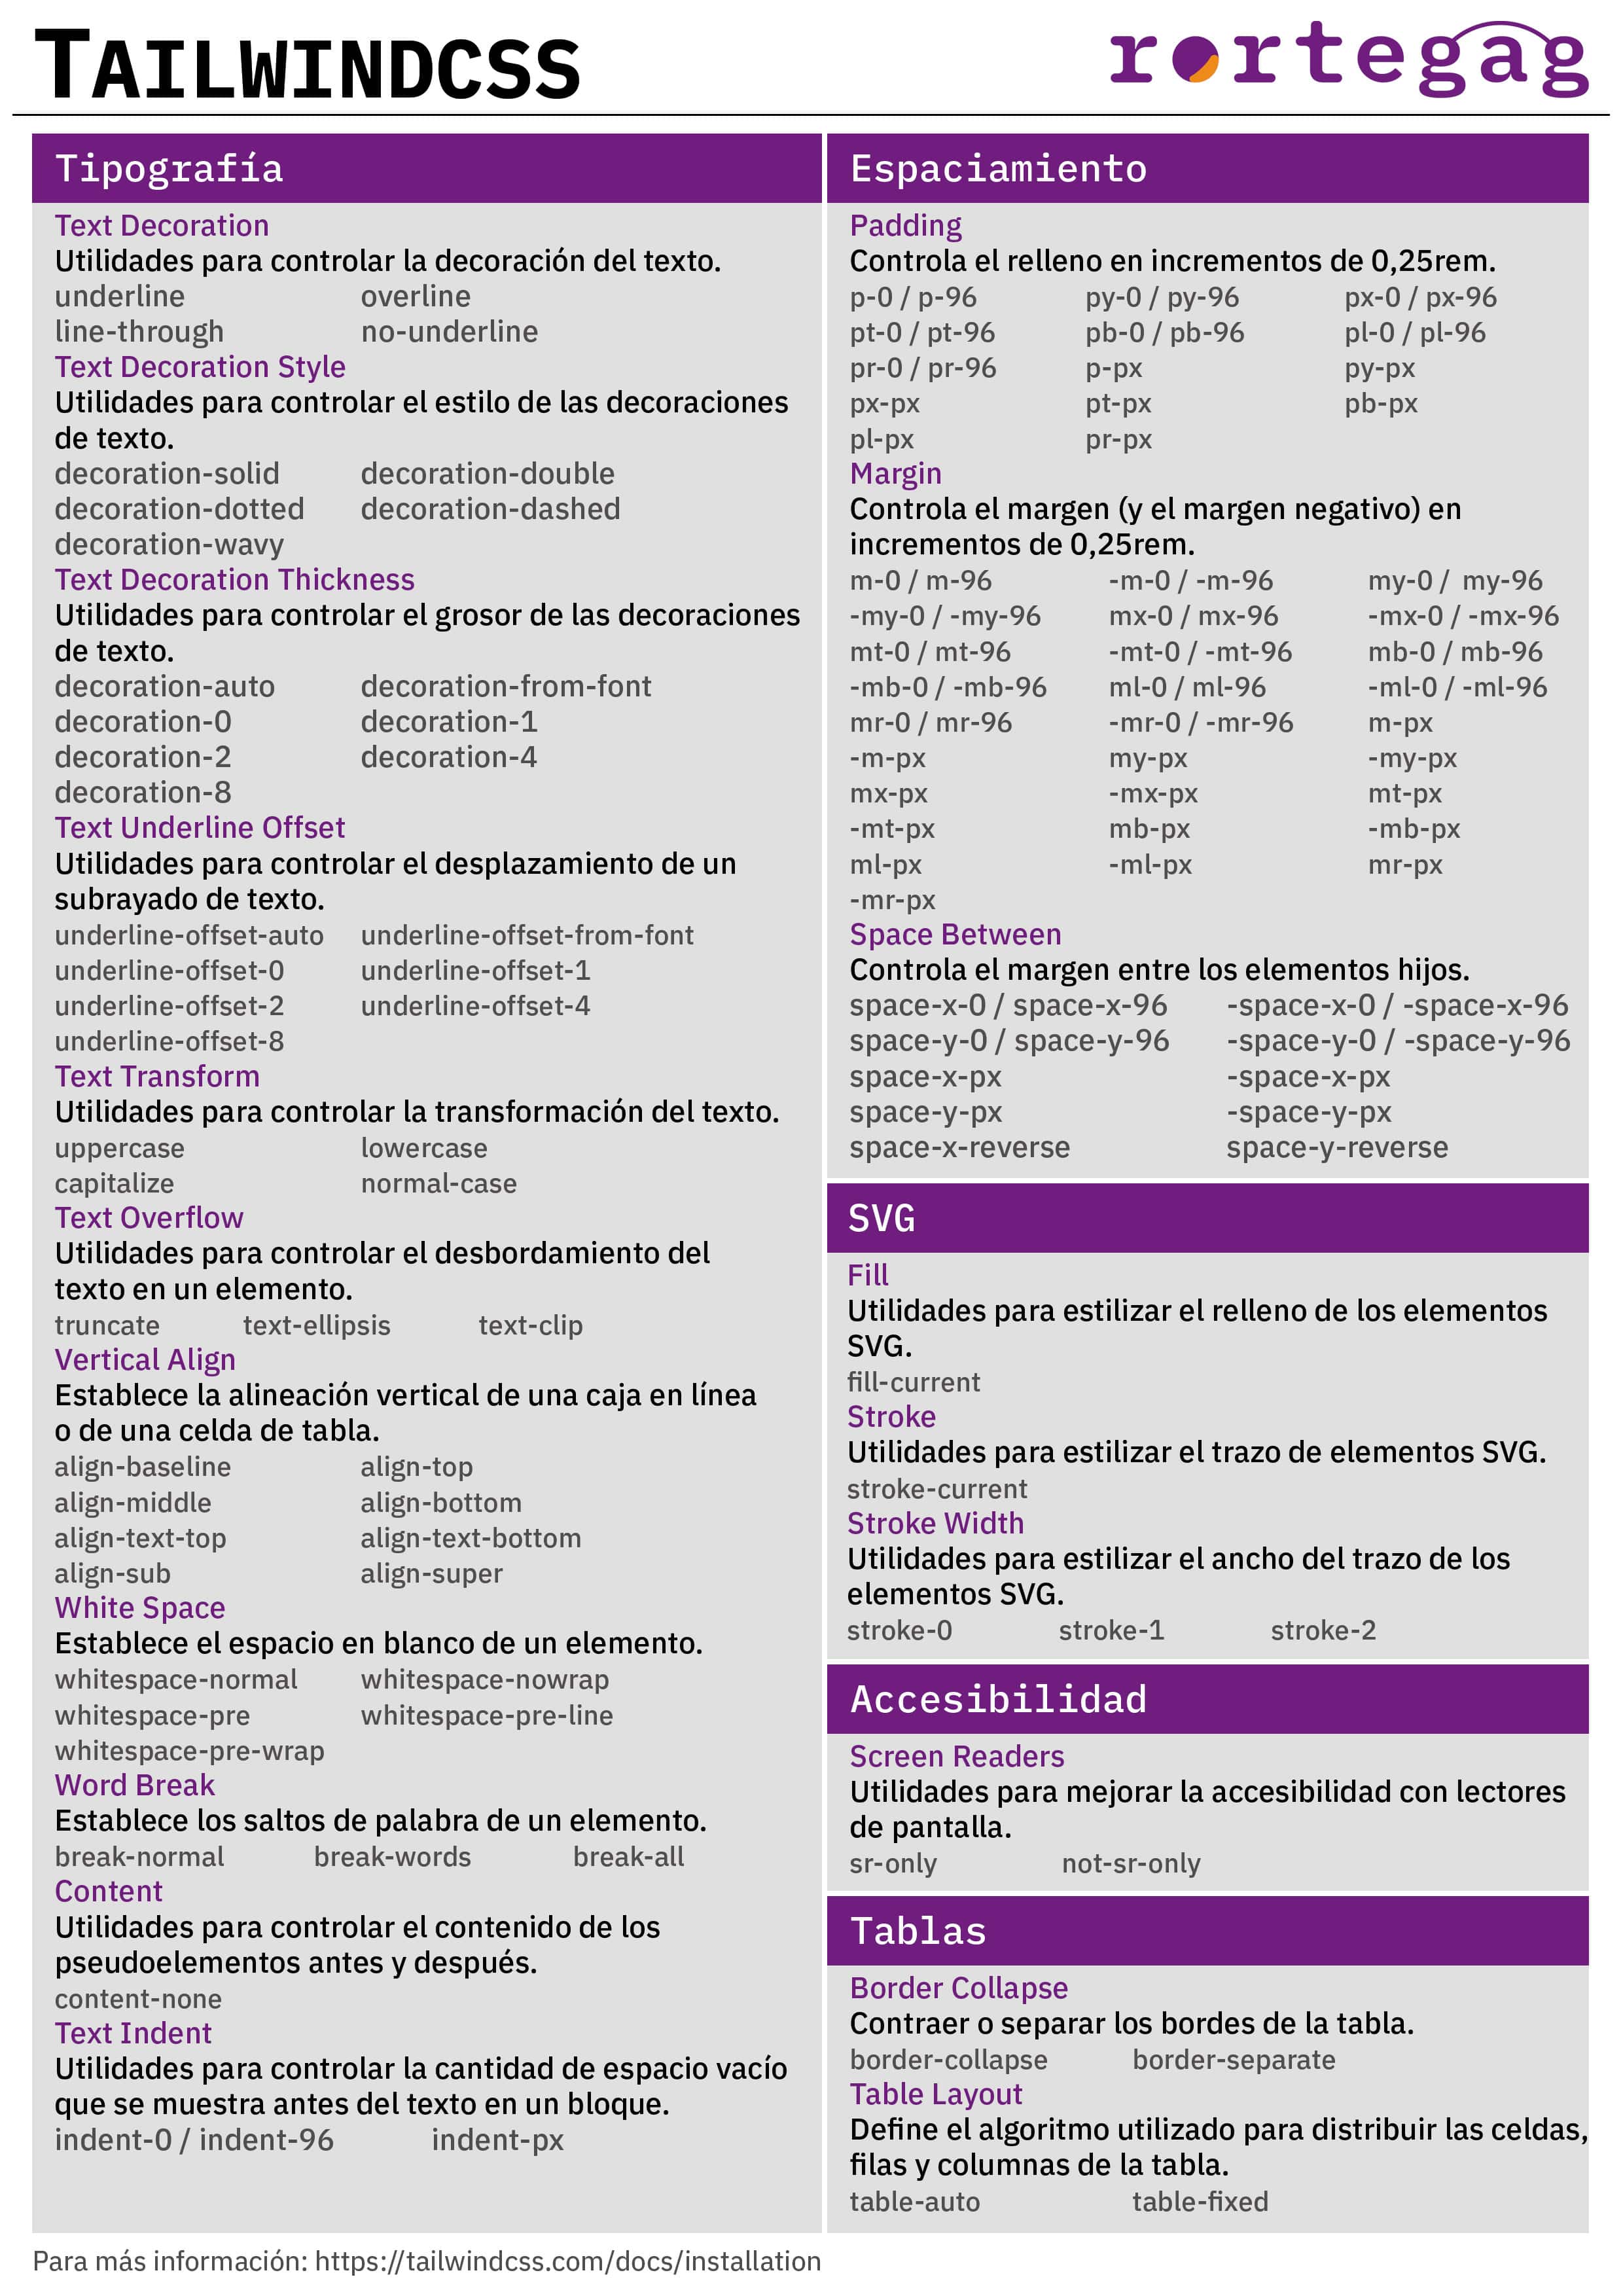 TAILWINDCSS
rortegag
Tipografía
Text Decoration
Utilidades para controlar la decoración del texto.
underline overline
line-through no-underline
Text Decoration Style
Utilidades para controlar el estilo de las decoraciones
de texto.
decoration-solid decoration-double
decoration-dotted decoration-dashed
decoration-wavy
Text Decoration Thickness
Utilidades para controlar el grosor de las decoraciones
de texto.
decoration-auto decoration-from-font
decoration-0 decoration-1
decoration-2 decoration-4
decoration-8
Text Underline Offset
Utilidades para controlar el desplazamiento de un
subrayado de texto.
underline-offset-auto underline-offset-from-font
underline-offset-0 underline-offset-1
underline-offset-2 underline-offset-4
underline-offset-8
Text Transform
Utilidades para controlar la transformación del texto.
uppercase lowercase
capitalize normal-case
Text Overflow
Utilidades para controlar el desbordamiento del
texto en un elemento.
truncate text-ellipsis text-clip
Vertical Align
Establece la alineación vertical de una caja en línea
o de una celda de tabla.
align-baseline align-top
align-middle align-bottom
align-text-top align-text-bottom
align-sub align-super
White Space
Establece el espacio en blanco de un elemento.
whitespace-normal whitespace-nowrap
whitespace-pre whitespace-pre-line
whitespace-pre-wrap
Word Break
Establece los saltos de palabra de un elemento.
break-normal break-words break-all
Content
Utilidades para controlar el contenido de los
pseudoelementos antes y después.
content-none
Text Indent
Utilidades para controlar la cantidad de espacio vacío
que se muestra antes del texto en un bloque.
indent-0 / indent-96 indent-px
Espaciamiento
Padding
Controla el relleno en incrementos de 0,25rem.
p-0 / p-96 py-0 / py-96 px-0 / px-96
pt-0 / pt-96 pb-0 / pb-96 pl-0 / pl-96
pr-0 / pr-96 p-px py-px
px-px pt-px pb-px
pl-px pr-px
Margin
Controla el margen (y el margen negativo) en
incrementos de 0,25rem.
m-0 / m-96 -m-0 / -m-96 my-0 / my-96
-my-0 / -my-96 mx-0 / mx-96 -mx-0 / -mx-96
mt-0 / mt-96 -mt-0 / -mt-96 mb-0 / mb-96
-mb-0 / -mb-96 ml-0 / ml-96 -ml-0 / -ml-96
mr-0 / mr-96 -mr-0 / -mr-96 m-px
-m-px my-px -my-px
mx-px -mx-px mt-px
-mt-px mb-px -mb-px
ml-px -ml-px mr-px
-mr-px
Space Between
Controla el margen entre los elementos hijos.
space-x-0 / space-x-96 -space-x-0 / -space-x-96
space-y-0 / space-y-96 -space-y-0 / -space-y-96
space-x-px -space-x-px
space-y-px -space-y-px
space-x-reverse space-y-reverse
SVG
Fill
Utilidades para estilizar el relleno de los elementos
SVG.
fill-current
Stroke
Utilidades para estilizar el trazo de elementos SVG.
stroke-current
Stroke Width
Utilidades para estilizar el ancho del trazo de los
elementos SVG.
stroke-0 stroke-1 stroke-2
Accesibilidad
Screen Readers
Utilidades para mejorar la accesibilidad con lectores
de pantalla.
sr-only not-sr-only
Tablas
Border Collapse
Contraer o separar los bordes de la tabla.
border-collapse border-separate
Table Layout
Define el algoritmo utilizado para distribuir las celdas,
filas y columnas de la tabla.
table-auto table-fixed
Para más información: https://tailwindcss.com/docs/installation